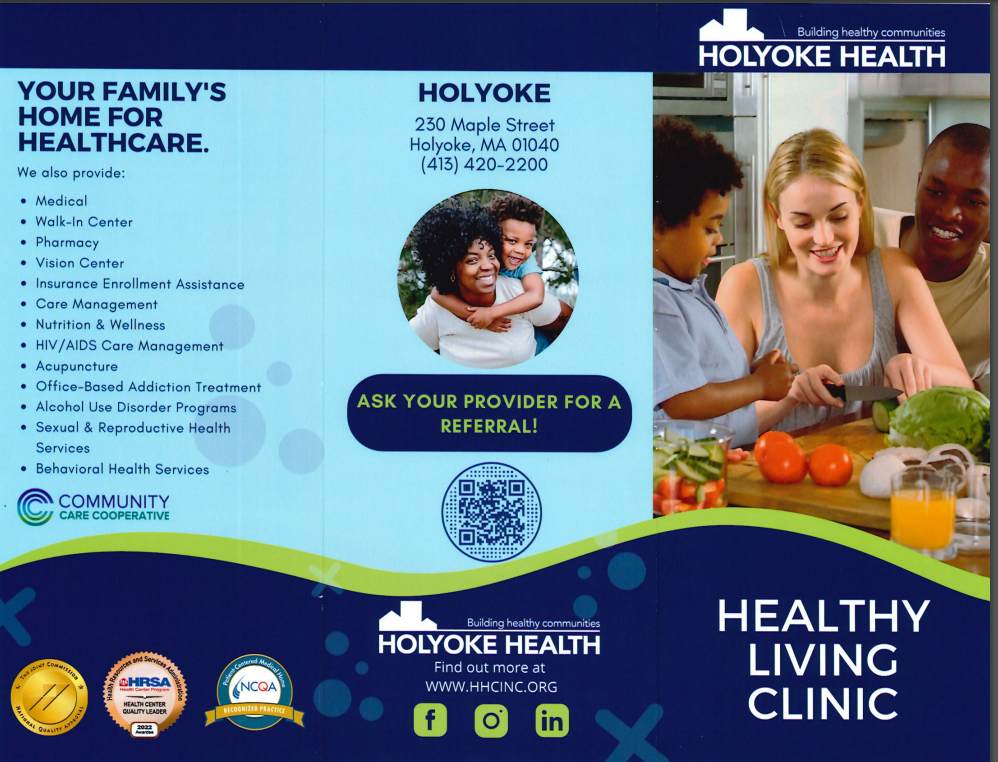 Building healthy communities
HOLYOKE HEALTH
YOUR FAMILY'S
HOME FOR
HEALTHCARE.
We also provide:
• Medical
• Walk-In Center
• Pharmacy
• Vision Center
• Insurance Enrollment Assistance
• Care Management
• Nutrition & Wellness
• HIV/AIDS Care Management
• Acupuncture
• Office-Based Addiction Treatment
• Alcohol Use Disorder Programs
• Sexual & Reproductive Health
Services
• Behavioral Health Services
COMMUNITY
CARE COOPERATIVE
THE JOINT COMMISSION
NATIONAL QUALITY APPROVAL
Health Resources and Services Administration
HRSA
Health Center Program
HEALTH CENTER
QUALITY LEADER
2022
Awardee
Patient-Centered Medical Home
NCQA
RECOGNIZED PRACTICE
HOLYOKE
230 Maple Street
Holyoke, MA 01040
(413) 420-2200
ASK YOUR PROVIDER FOR A
REFERRAL!
Building healthy communities
HOLYOKE HEALTH
Find out more at
WWW.HHCINC.ORG
HEALTHY
LIVING
CLINIC